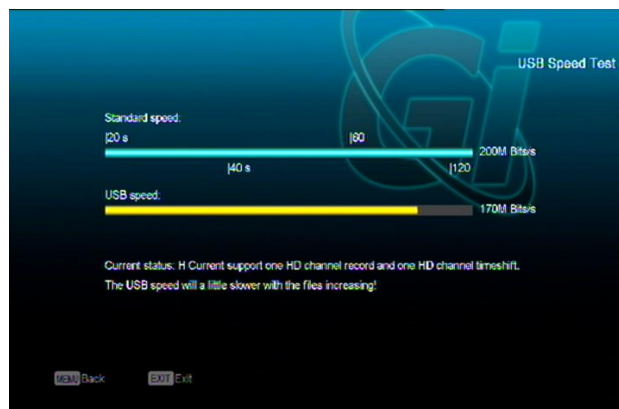 USB Speed Test
Standard speed:
|20 s |60
200M Bits/s
|40 s |120
USB speed:
170M Bits/s
Current status: H Current support one HD channel record and one HD channel timeshift.
The USB speed will a little slower with the files increasing!
MENU Back EXIT Exit